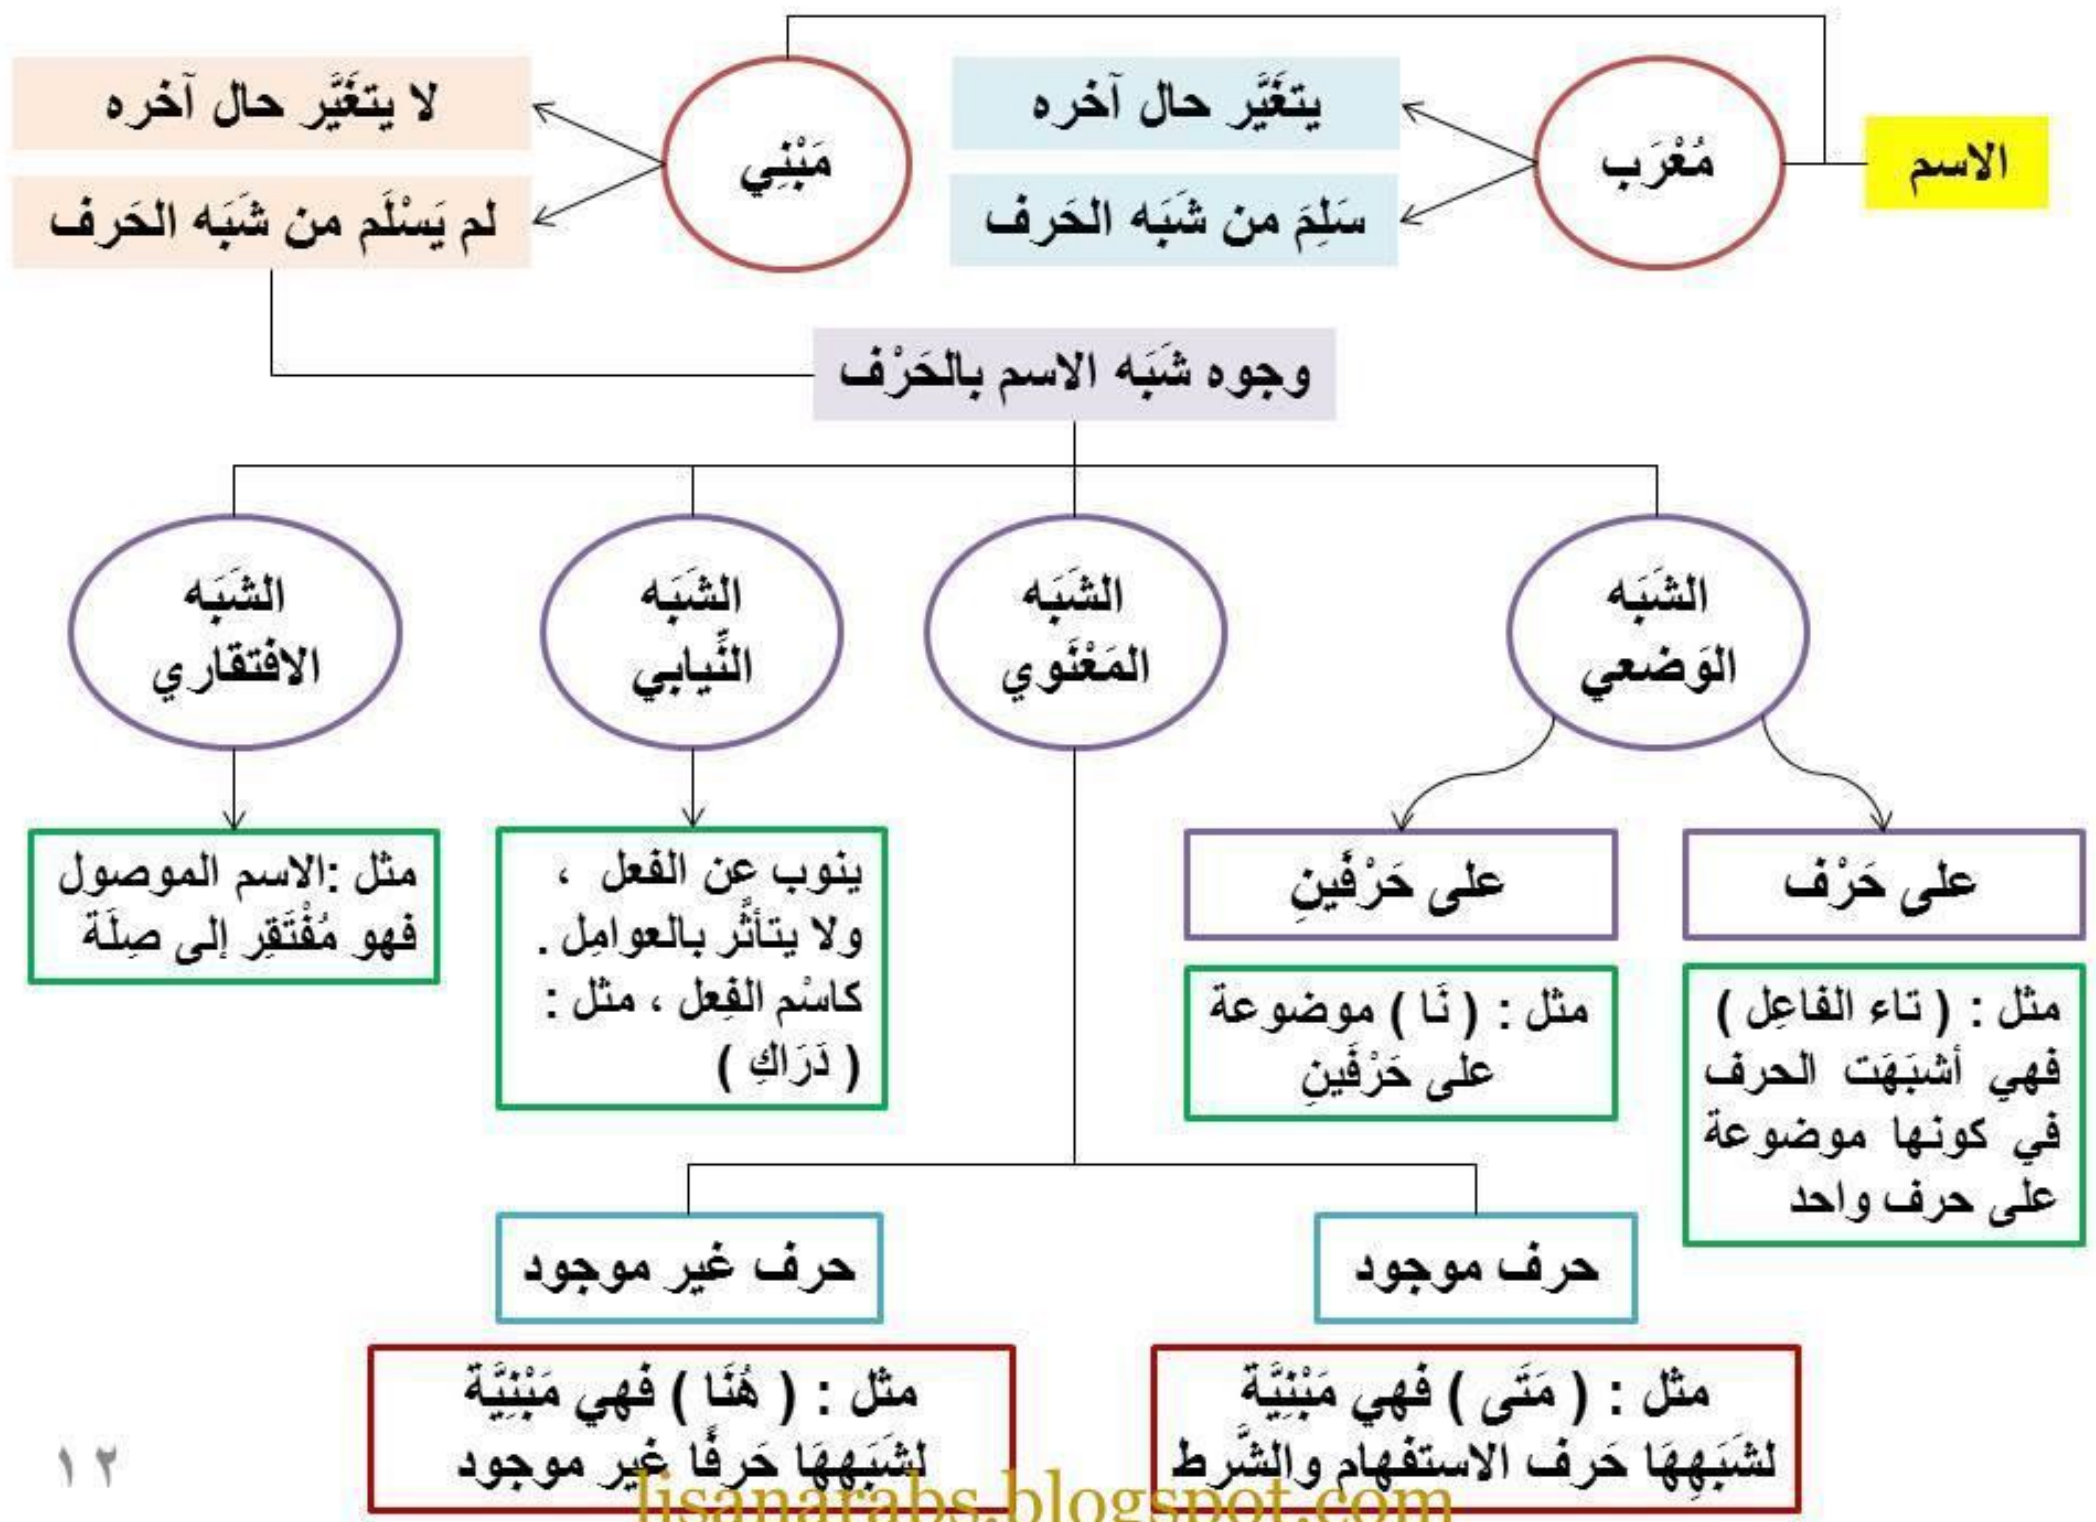 الاسم
مُعْرَب
يتغَيَّر حال آخره
سَلِمَ من شَبَه الحَرف
مَبْنِي
لا يتغَيَّر حال آخره
لم يَسْلَم من شَبَه الحَرف
وجوه شَبَه الاسم بالحَرْف
الشَبَه
الوَضعي
الشَبَه
المَعْنَوي
الشَبَه
النِّيابي
الشَبَه
الافتقاري
على حَرْف
مثل : ( تاء الفاعِل )
فهي أشبَهَت الحرف
في كونها موضوعة
على حرف واحد
على حَرْفَينِ
مثل : ( نَا ) موضوعة
على حَرْفَينِ
ينوب عن الفعل ،
ولا يتأثَّر بالعوامِل .
كاسْم الفِعل ، مثل :
( دَرَاكِ )
مثل :الاسم الموصول
فهو مُفْتَقِر إلى صِلَة
حرف موجود
مثل : ( مَتَى ) فهي مَبْنِيَّة
لشَبَهِهَا حَرف الاستفهام والشَّرط
حرف غير موجود
مثل : ( هُنَا ) فهي مَبْنِيَّة
لشَبَهِهَا حَرفًا غير موجود
١٢
lisanarabs.blogspot.com